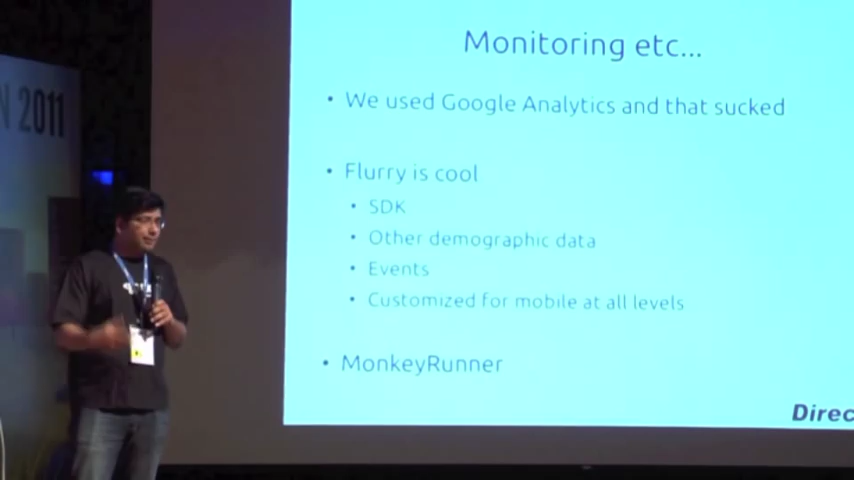 N 2011
Monitoring etc...
• We used Google Analytics and that sucked
• Flurry is cool
• SDK
• Other demographic data
• Events
• Customized for mobile at all levels
• MonkeyRunner
Direc